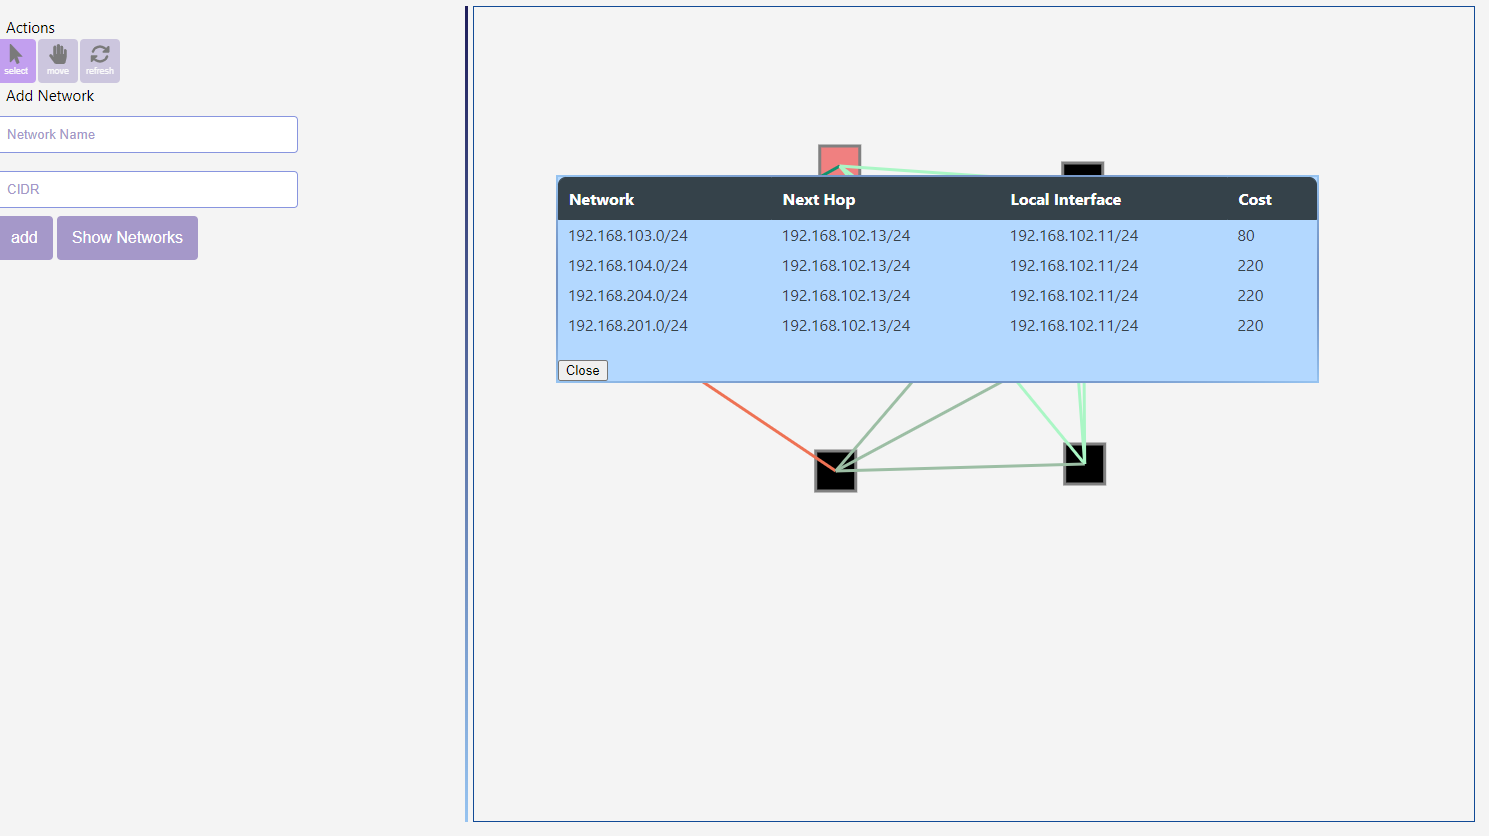 Actions
select move refresh
Add Network
Network Name
CIDR
add Show Networks
Network Next Hop Local Interface Cost
192.168.103.0/24 192.168.102.13/24 192.168.102.11/24 80
192.168.104.0/24 192.168.102.13/24 192.168.102.11/24 220
192.168.204.0/24 192.168.102.13/24 192.168.102.11/24 220
192.168.201.0/24 192.168.102.13/24 192.168.102.11/24 220
Close